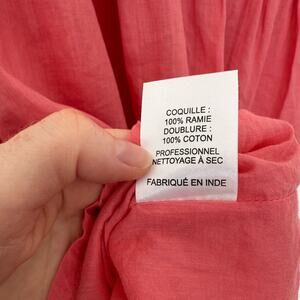 COQUILLE :
100% RAMIE
DOUBLURE :
100% COTON
PROFESSIONNEL
NETTOYAGE À SEC
FABRIQUÉ EN INDE